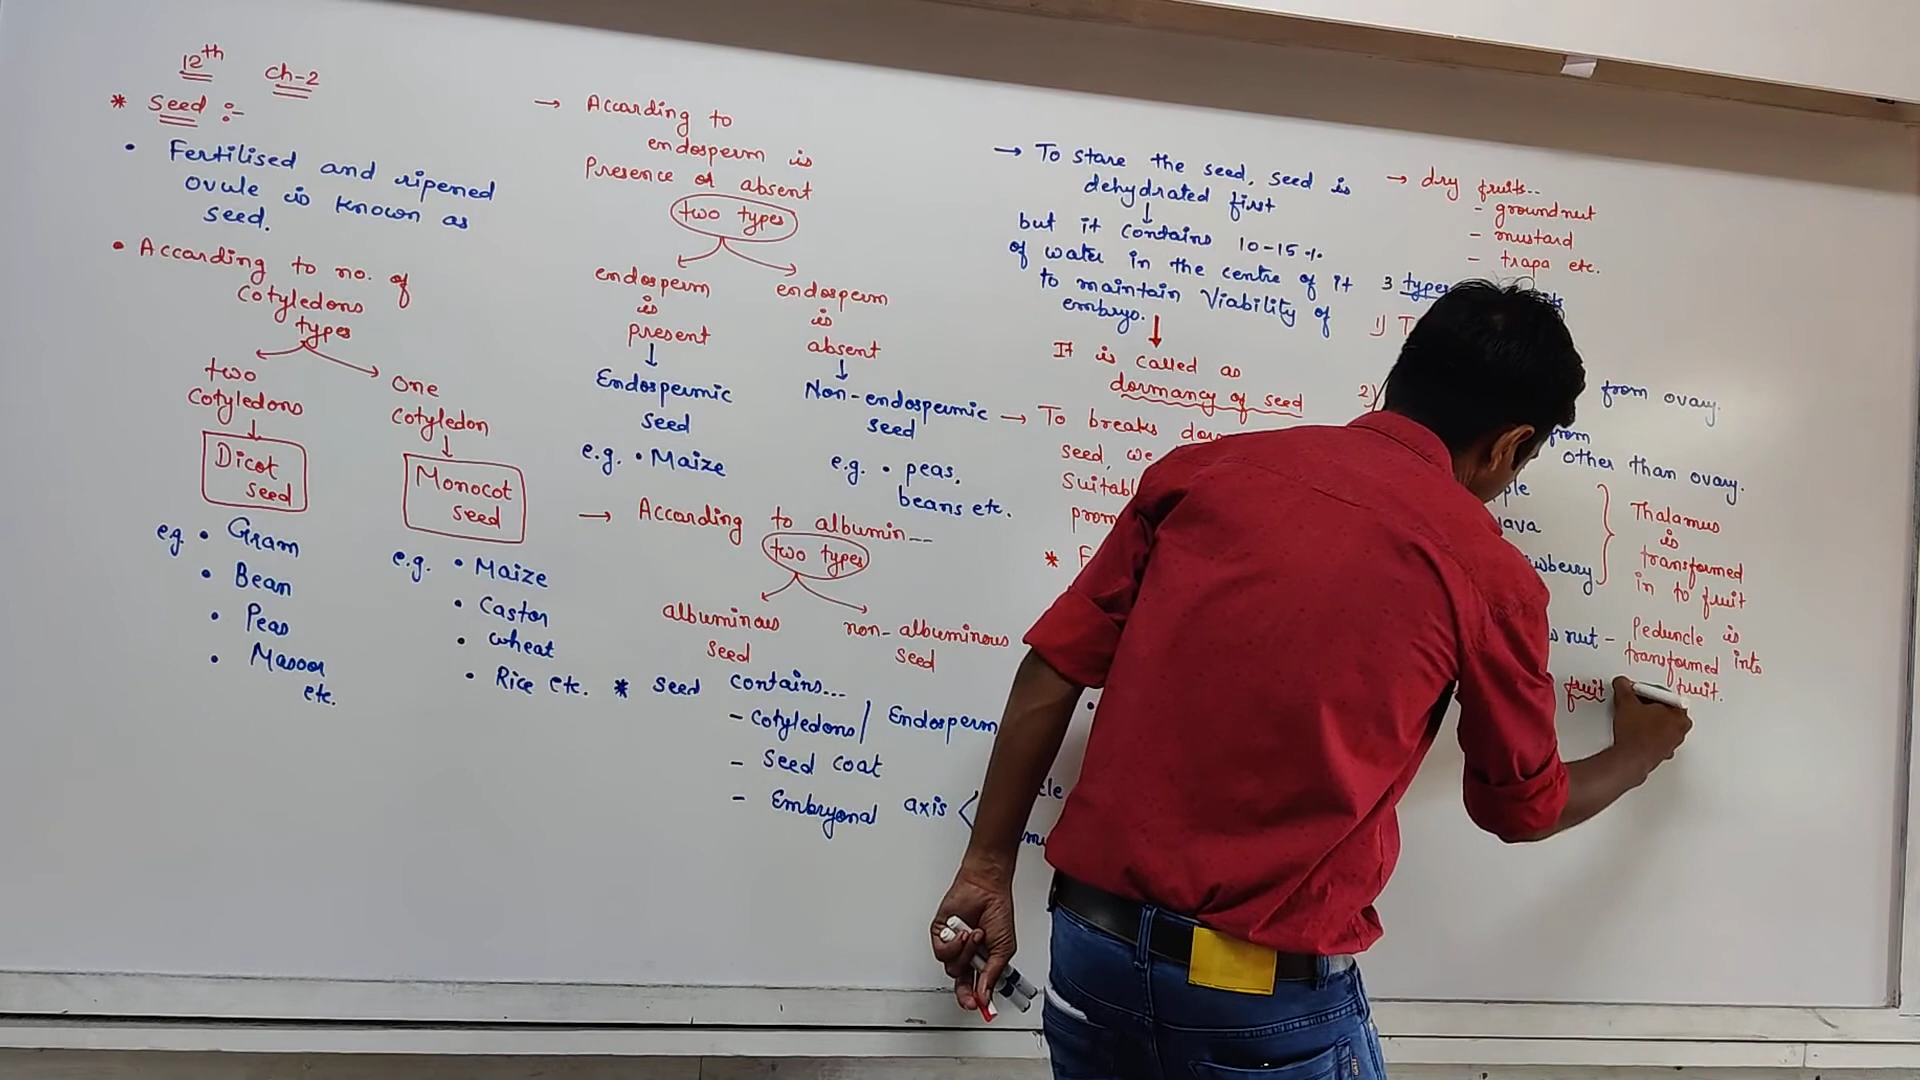 12th ch-2
* Seed :-
• Fertilised and ripened
ovule is known as
seed.
• According to no. of
cotyledons
types
two
cotyledons
Dicot
seed
eg. • Gram
• Bean
• Peas
• Masoor
etc.
One
cotyledon
Monocot
seed
e.g. • Maize
• Castor
• wheat
• Rice etc.
→ According to
endosperm is
Presence or absent
two types
endosperm
is
present
Endospermic
seed
e.g. • Maize
endosperm
is
absent
Non-endospermic
seed
e.g. • peas,
beans etc.
→ According to albumin--
two types
albuminous
seed
non-albuminous
seed
* Seed contains...
- cotyledons/ Endosperm
- Seed coat
- Embryonal axis <
→ To store the seed, seed is
dehydrated first
but it contains 10-15%
of water in the centre of it
to maintain Viability of
embryo.
It is called as
dormancy of seed
→ To breaks
seed, we
*
→ dry fruits..
- groundnut
- mustard
- trapa etc.
3 types
1)
2)
from ovary.
from
other than ovary.
Thalamus
is
transformed
in to fruit
nut - Peduncle is
transformed into
fruit.
fruit